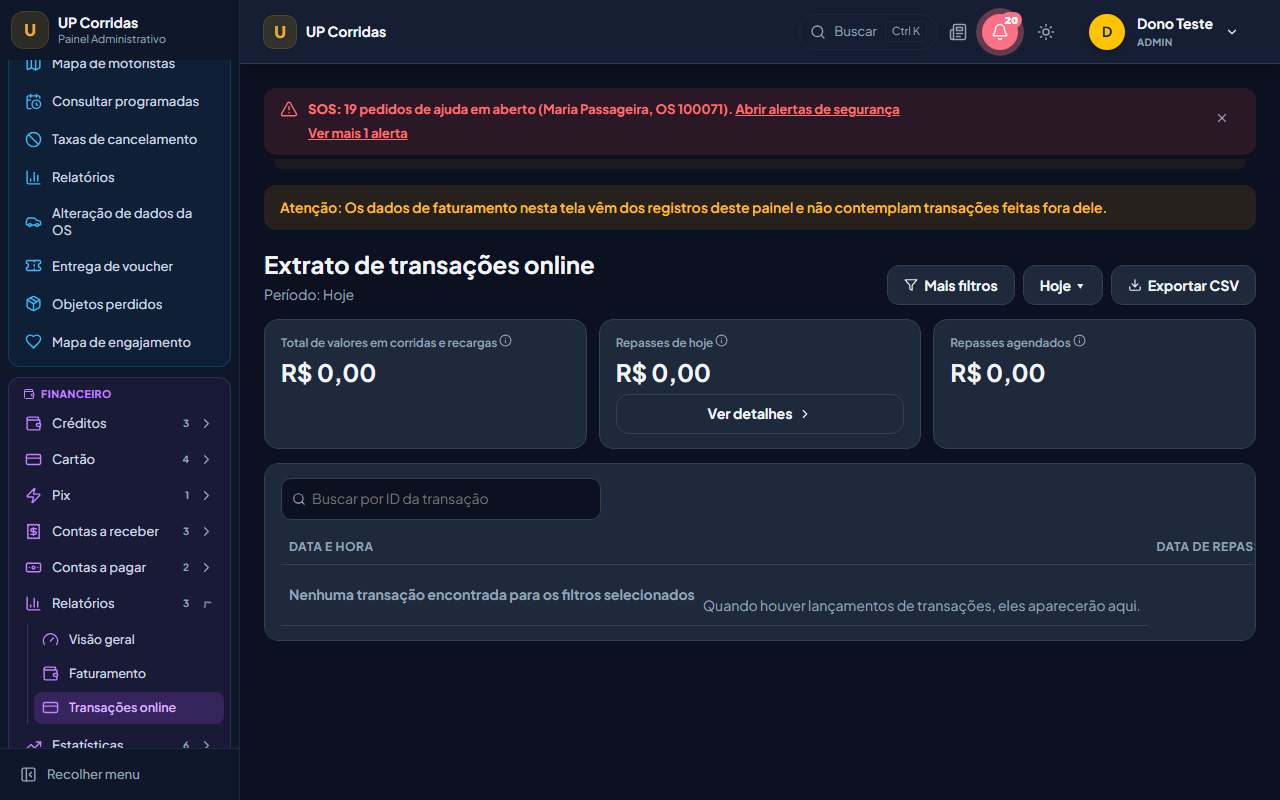 U
UP Corridas
Painel Administrativo
Mapa de motoristas
Consultar programadas
Taxas de cancelamento
Relatórios
Alteração de dados da
OS
Entrega de voucher
Objetos perdidos
Mapa de engajamento
FINANCEIRO
Créditos 3
Cartão 4
Pix 1
Contas a receber 3
Contas a pagar 2
Relatórios 3
Visão geral
Faturamento
Transações online
Estatísticas 6
Recolher menu
U UP Corridas
Buscar Ctrl K
20
D
Dono Teste
ADMIN
SOS: 19 pedidos de ajuda em aberto (Maria Passageira, OS 100071). Abrir alertas de segurança
Ver mais 1 alerta
Atenção: Os dados de faturamento nesta tela vêm dos registros deste painel e não contemplam transações feitas fora dele.
Extrato de transações online
Período: Hoje
Mais filtros
Hoje
Exportar CSV
Total de valores em corridas e recargas
R$ 0,00
Repasses de hoje
R$ 0,00
Ver detalhes
Repasses agendados
R$ 0,00
Buscar por ID da transação
DATA E HORA
DATA DE REPAS
Nenhuma transação encontrada para os filtros selecionados
Quando houver lançamentos de transações, eles aparecerão aqui.